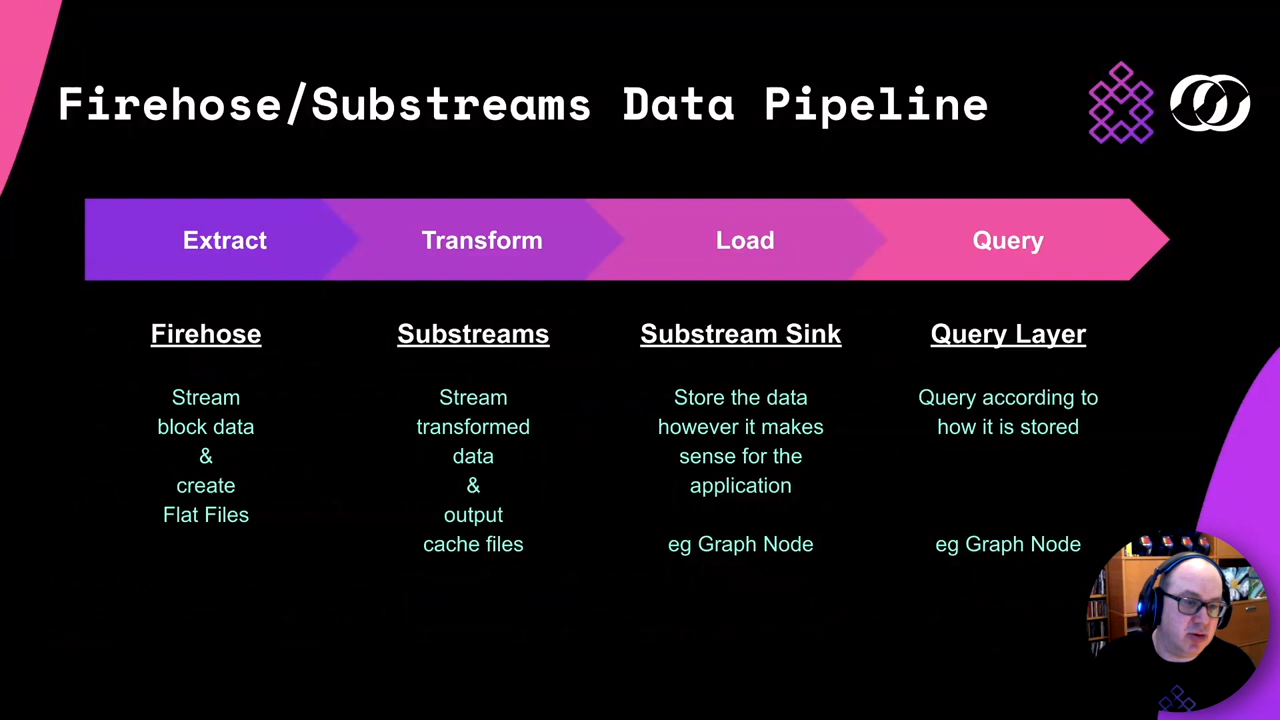 Firehose/Substreams Data Pipeline
Extract
Transform
Load
Query
Firehose
Stream
block data
&
create
Flat Files
Substreams
Stream
transformed
data
&
output
cache files
Substream Sink
Store the data
however it makes
sense for the
application
eg Graph Node
Query Layer
Query according to
how it is stored
eg Graph Node